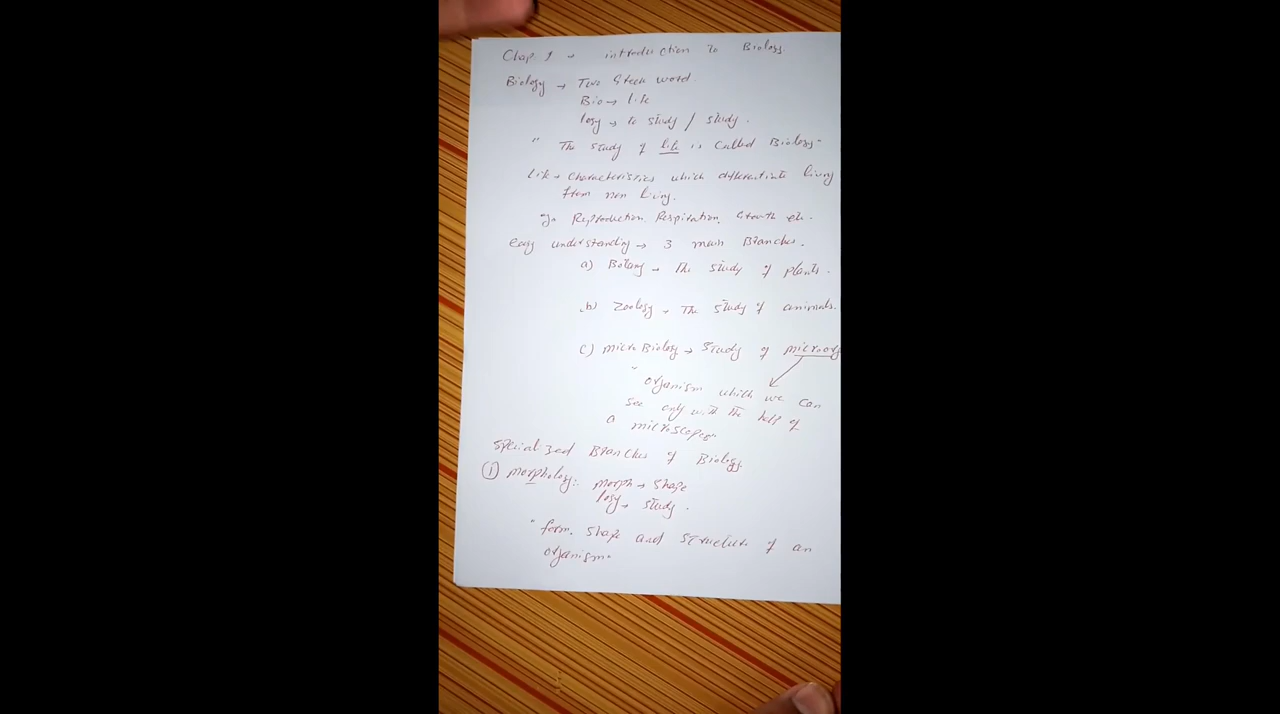 Chap. 1 → introduction To Biology.
Biology → Two Greek word.
Bio → life
logy → to study / study.
" The study of life is called Biology "
Life → characteristics which differentiate living
from non living.
Reproduction, Respiration, Growth etc.
easy understanding → 3 main Branches.
a) Botany → The study of plants.
b) Zoology → The study of animals.
c) micro Biology → study of microorg
" organism which we can
see only with the help of
a microscope "
Specialized Branches of Biology
① morphology: morph → shape
logy → study.
" form, shape and structure of an
organism "